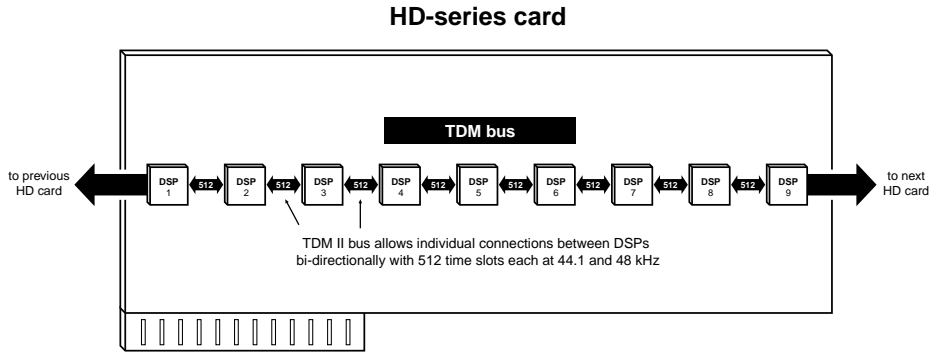 HD-series card
TDM bus
to previous
HD card
DSP
1
512
DSP
2
512
DSP
3
512
DSP
4
512
DSP
5
512
DSP
6
512
DSP
7
512
DSP
8
512
DSP
9
to next
HD card
TDM II bus allows individual connections between DSPs
bi-directionally with 512 time slots each at 44.1 and 48 kHz